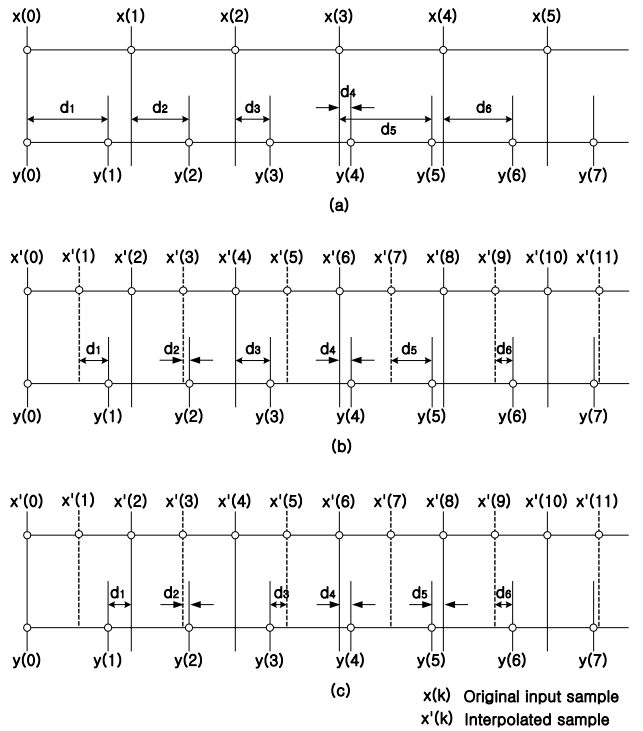 x(0) x(1) x(2) x(3) x(4) x(5)
d4
d1 d2 d3 d6
d5
y(0) y(1) y(2) y(3) y(4) y(5) y(6) y(7)
(a)
x'(0) x'(1) x'(2) x'(3) x'(4) x'(5) x'(6) x'(7) x'(8) x'(9) x'(10) x'(11)
d1 d2 d3 d4 d5 d6
y(0) y(1) y(2) y(3) y(4) y(5) y(6) y(7)
(b)
x'(0) x'(1) x'(2) x'(3) x'(4) x'(5) x'(6) x'(7) x'(8) x'(9) x'(10) x'(11)
d1 d2 d3 d4 d5 d6
y(0) y(1) y(2) y(3) y(4) y(5) y(6) y(7)
(c)
x(k) Original input sample
x'(k) Interpolated sample